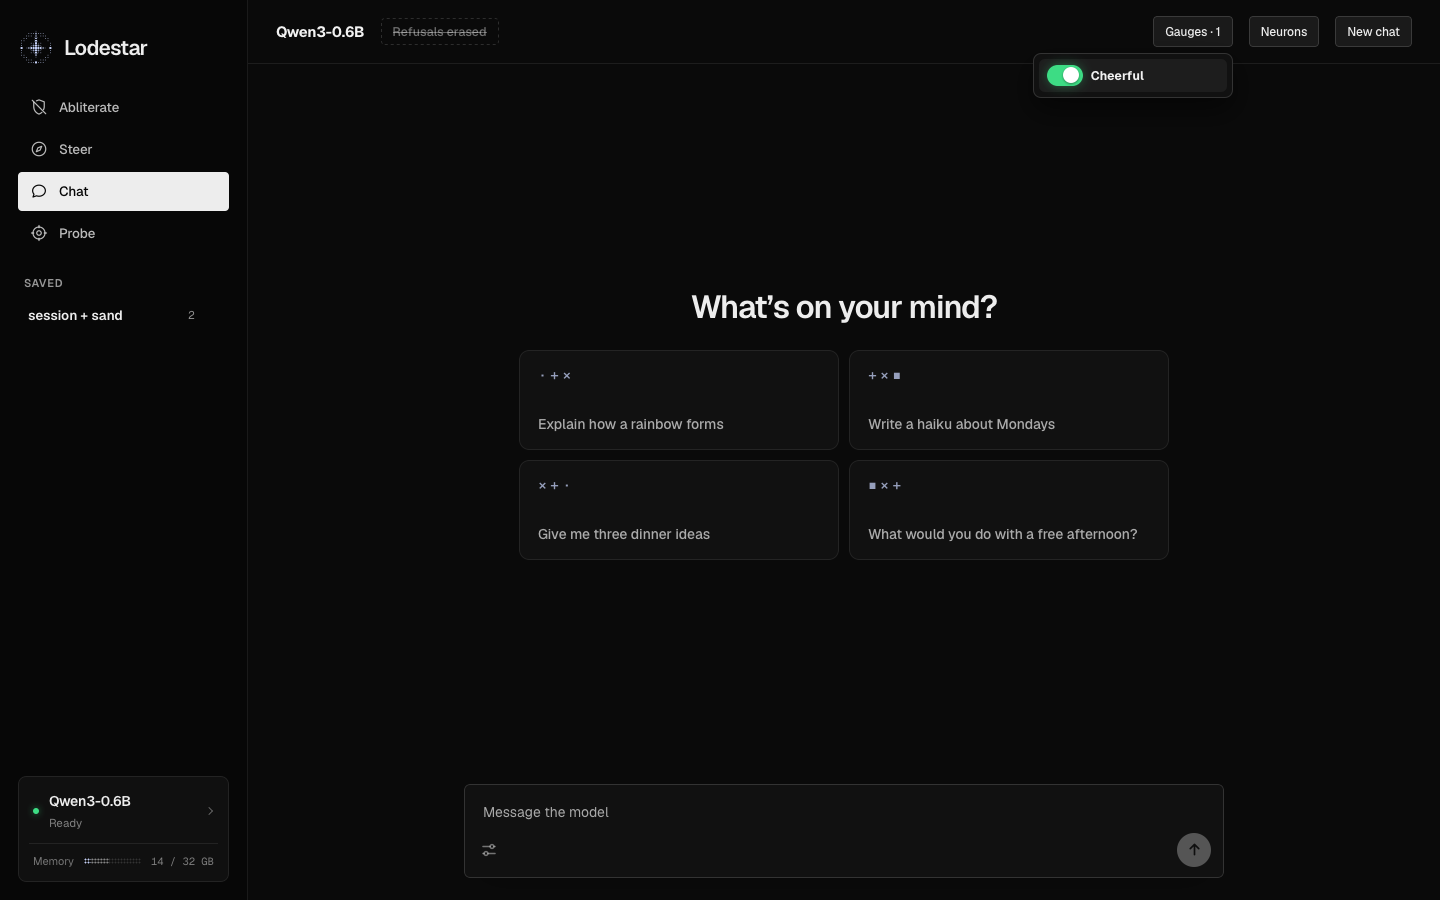 Lodestar
Abliterate
Steer
Chat
Probe
SAVED
session + sand 2
Qwen3-0.6B
Ready
Memory 14 / 32 GB
Qwen3-0.6B Refusals erased
Gauges · 1 Neurons New chat
Cheerful
What's on your mind?
· + ×
Explain how a rainbow forms
+ × ■
Write a haiku about Mondays
× + ·
Give me three dinner ideas
■ × +
What would you do with a free afternoon?
Message the model